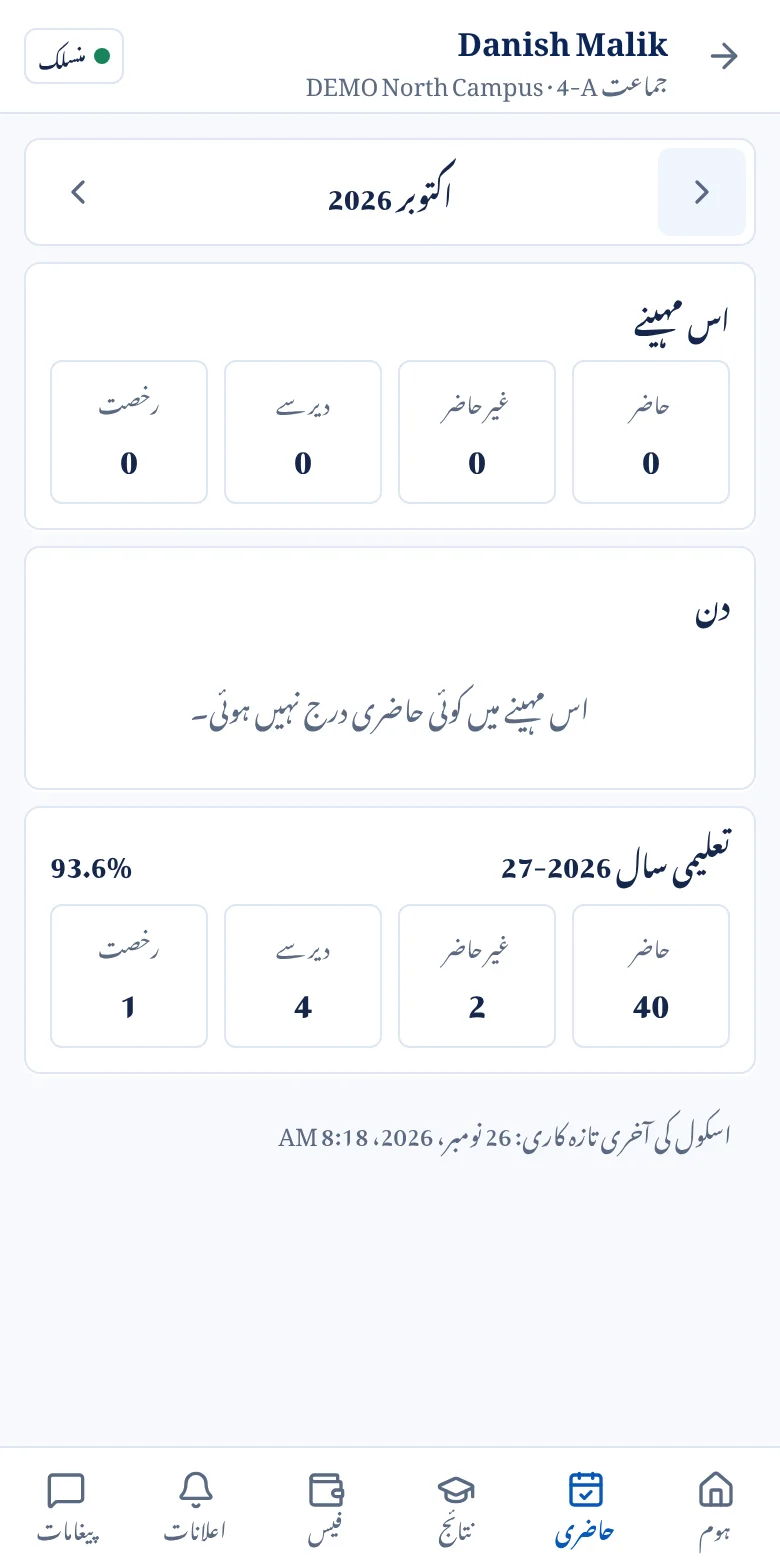 Danish Malik
جماعت 4-A · DEMO North Campus
منسلک
اکتوبر 2026
اس مہینے
حاضر
غیر حاضر
دیر سے
رخصت
0
0
0
0
دن
اس مہینے میں کوئی حاضری درج نہیں ہوئی۔
تعلیمی سال 2026-27
93.6%
حاضر
غیر حاضر
دیر سے
رخصت
40
2
4
1
اسکول کی آخری تازہ کاری: 26 نومبر، 2026، 8:18 AM
ہوم
حاضری
نتائج
فیس
اعلانات
پیغامات